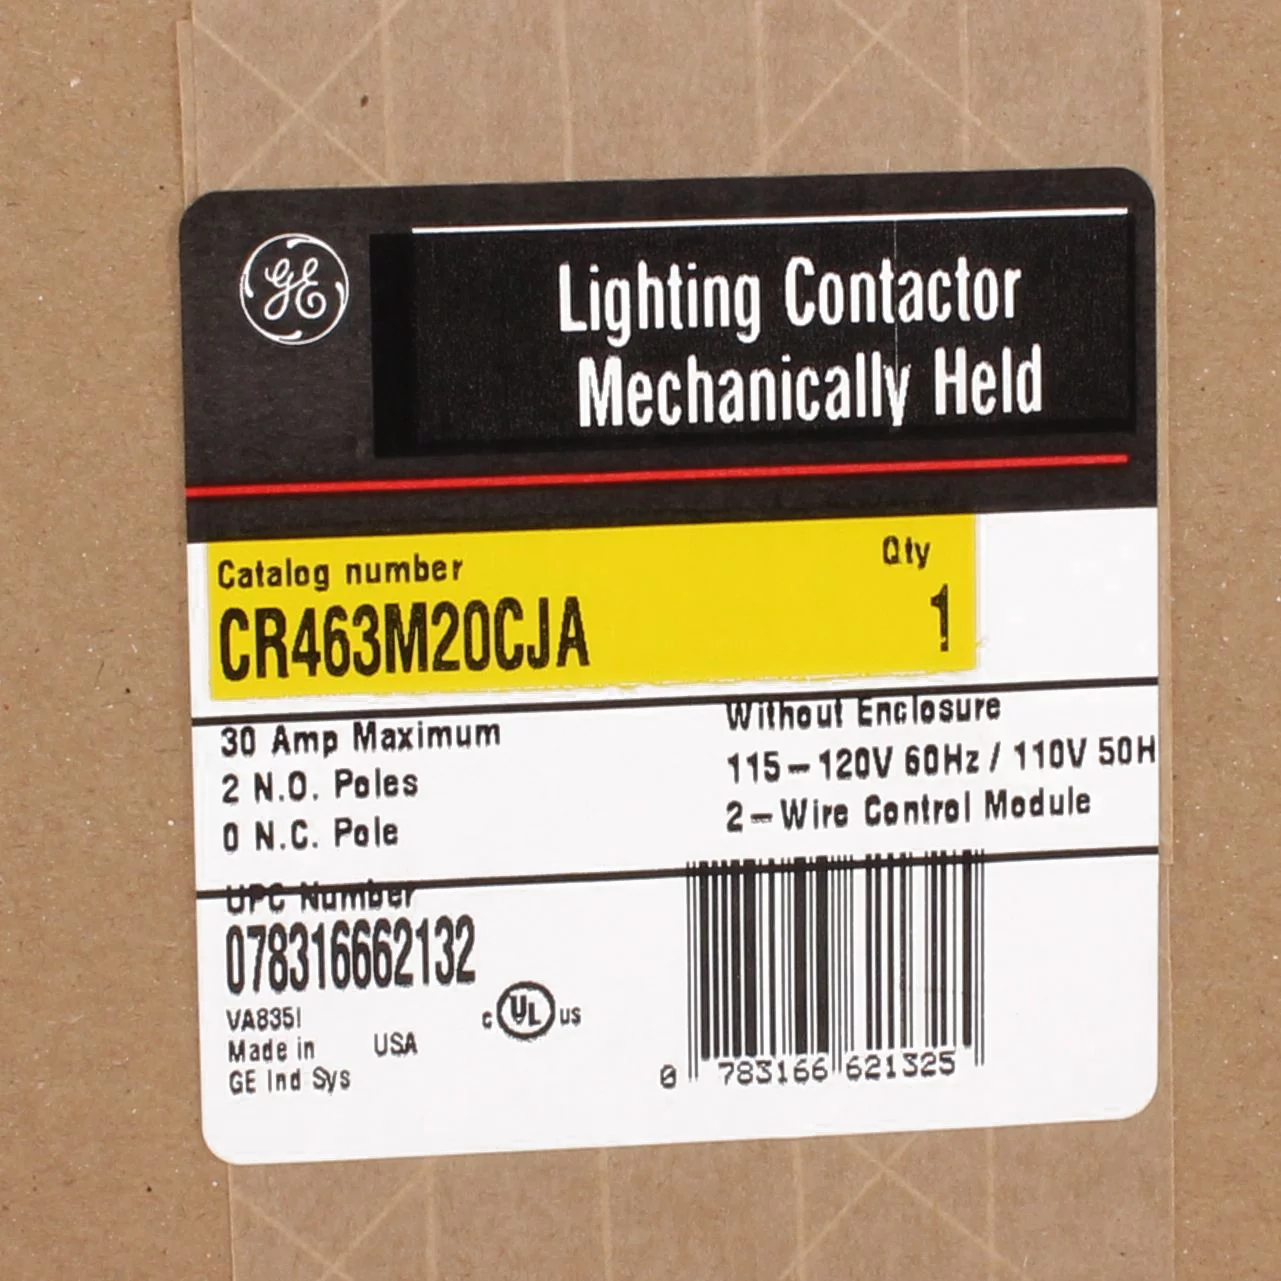 GE
Lighting Contactor
Mechanically Held
Catalog number Qty
CR463M20CJA 1
30 Amp Maximum
2 N.O. Poles
0 N.C. Pole
Without Enclosure
115-120V 60Hz / 110V 50H
2-Wire Control Module
UPC Number
078316662132
VA835I
Made in USA
GE Ind Sys
c UL us
0 783166 621325